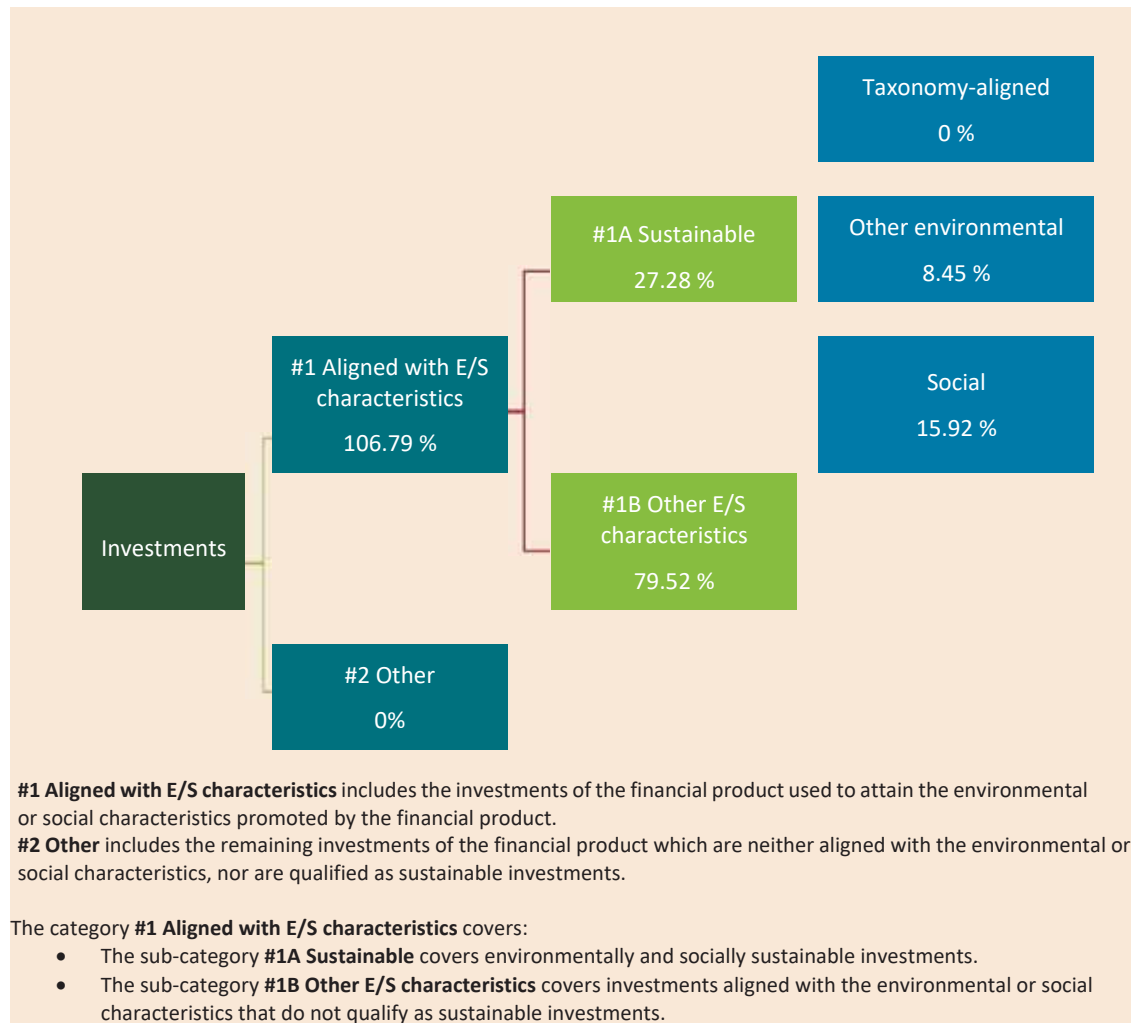 Taxonomy-aligned
0 %
#1A Sustainable
27.28 %
Other environmental
8.45 %
#1 Aligned with E/S
characteristics
106.79 %
Social
15.92 %
#1B Other E/S
characteristics
79.52 %
Investments
#2 Other
0%
#1 Aligned with E/S characteristics includes the investments of the financial product used to attain the environmental
or social characteristics promoted by the financial product.
#2 Other includes the remaining investments of the financial product which are neither aligned with the environmental or
social characteristics, nor are qualified as sustainable investments.
The category #1 Aligned with E/S characteristics covers:
• The sub-category #1A Sustainable covers environmentally and socially sustainable investments.
• The sub-category #1B Other E/S characteristics covers investments aligned with the environmental or social
characteristics that do not qualify as sustainable investments.